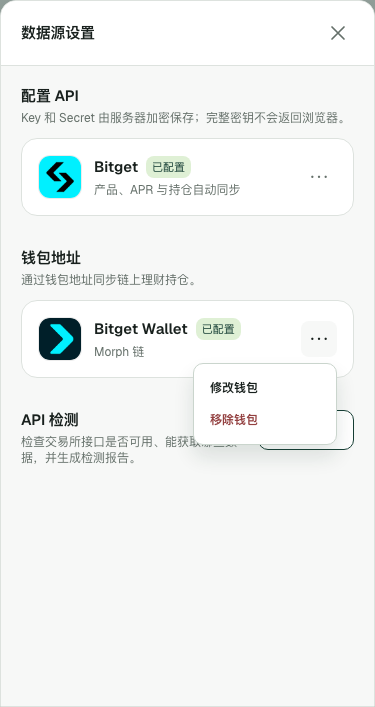 数据源设置
配置 API
Key 和 Secret 由服务器加密保存；完整密钥不会返回浏览器。
Bitget 已配置
产品、APR 与持仓自动同步
钱包地址
通过钱包地址同步链上理财持仓。
Bitget Wallet 已配置
Morph 链
修改钱包
移除钱包
API 检测
检查交易所接口是否可用、能获取
据，并生成检测报告。